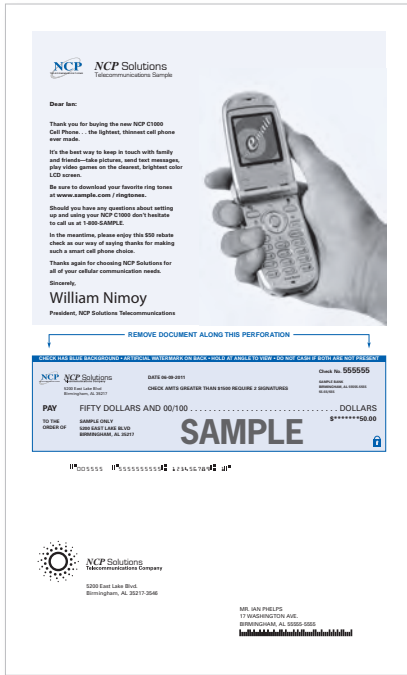 NCP
NCP Solutions
Telecommunications Sample
Dear Ian:
Thank you for buying the new NCP C1000
Cell Phone. . . the lightest, thinnest cell phone
ever made.
It's the best way to keep in touch with family
and friends—take pictures, send text messages,
play video games on the clearest, brightest color
LCD screen.
Be sure to download your favorite ring tones
at www.sample.com / ringtones.
Should you have any questions about setting
up and using your NCP C1000 don't hesitate
to call us at 1-800-SAMPLE.
In the meantime, please enjoy this $50 rebate
check as our way of saying thanks for making
such a smart cell phone choice.
Thanks again for choosing NCP Solutions for
all of your cellular communication needs.
Sincerely,
William Nimoy
President, NCP Solutions Telecommunications
e-mail
REMOVE DOCUMENT ALONG THIS PERFORATION
CHECK HAS BLUE BACKGROUND • ARTIFICIAL WATERMARK ON BACK • HOLD AT ANGLE TO VIEW • DO NOT CASH IF BOTH ARE NOT PRESENT
NCP NCP Solutions
5200 East Lake Blvd
Birmingham, AL 35217
DATE 06-09-2011
CHECK AMTS GREATER THAN $1500 REQUIRE 2 SIGNATURES
Check No. 555555
SAMPLE BANK
BIRMINGHAM, AL 5555-5555
PAY FIFTY DOLLARS AND 00/100 . . . . . . . . . . . . . . . . . . . . . . . . . . . . . . . . DOLLARS
TO THE
ORDER OF
SAMPLE ONLY
5200 EAST LAKE BLVD
BIRMINGHAM, AL 35217
$*******50.00
SAMPLE
NCP Solutions
Telecommunications Company
5200 East Lake Blvd.
Birmingham, AL 35217-3546
MR. IAN PHELPS
17 WASHINGTON AVE.
BIRMINGHAM, AL 55555-5555